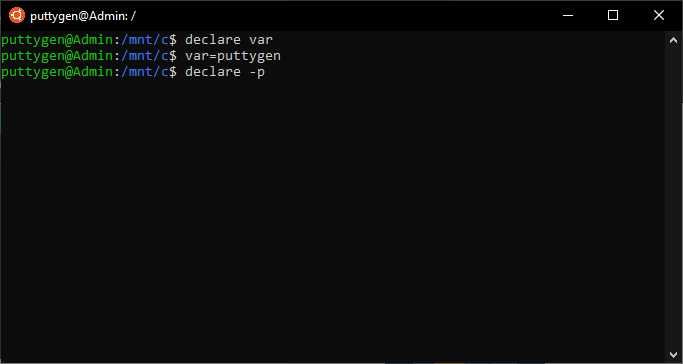 puttygen@Admin: /
puttygen@Admin:/mnt/c$ declare var
puttygen@Admin:/mnt/c$ var=puttygen
puttygen@Admin:/mnt/c$ declare -p